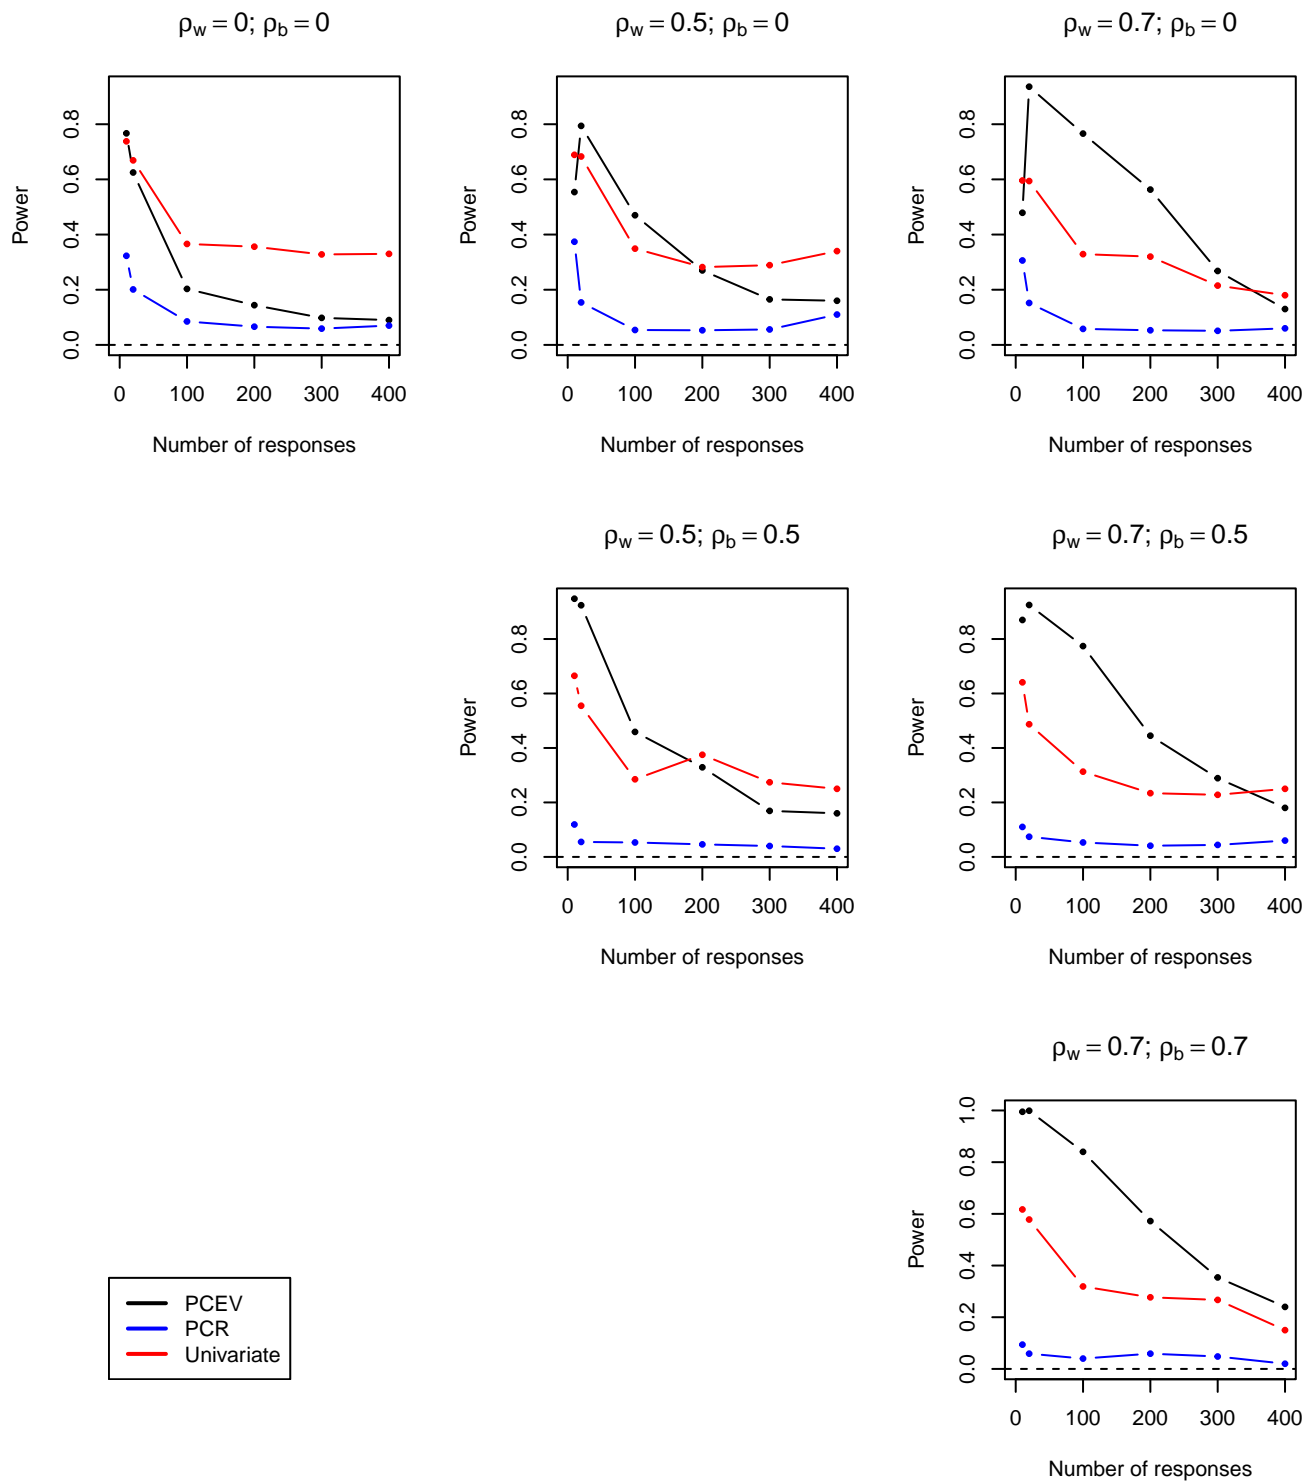 ρw = 0; ρb = 0
ρw = 0.5; ρb = 0
ρw = 0.7; ρb = 0
Power
0.0 0.2 0.4 0.6 0.8
0 100 200 300 400
Number of responses
Power
0.0 0.2 0.4 0.6 0.8
0 100 200 300 400
Number of responses
Power
0.0 0.2 0.4 0.6 0.8
0 100 200 300 400
Number of responses
ρw = 0.5; ρb = 0.5
ρw = 0.7; ρb = 0.5
Power
0.0 0.2 0.4 0.6 0.8
0 100 200 300 400
Number of responses
Power
0.0 0.2 0.4 0.6 0.8
0 100 200 300 400
Number of responses
ρw = 0.7; ρb = 0.7
Power
0.0 0.2 0.4 0.6 0.8 1.0
0 100 200 300 400
Number of responses
PCEV
PCR
Univariate